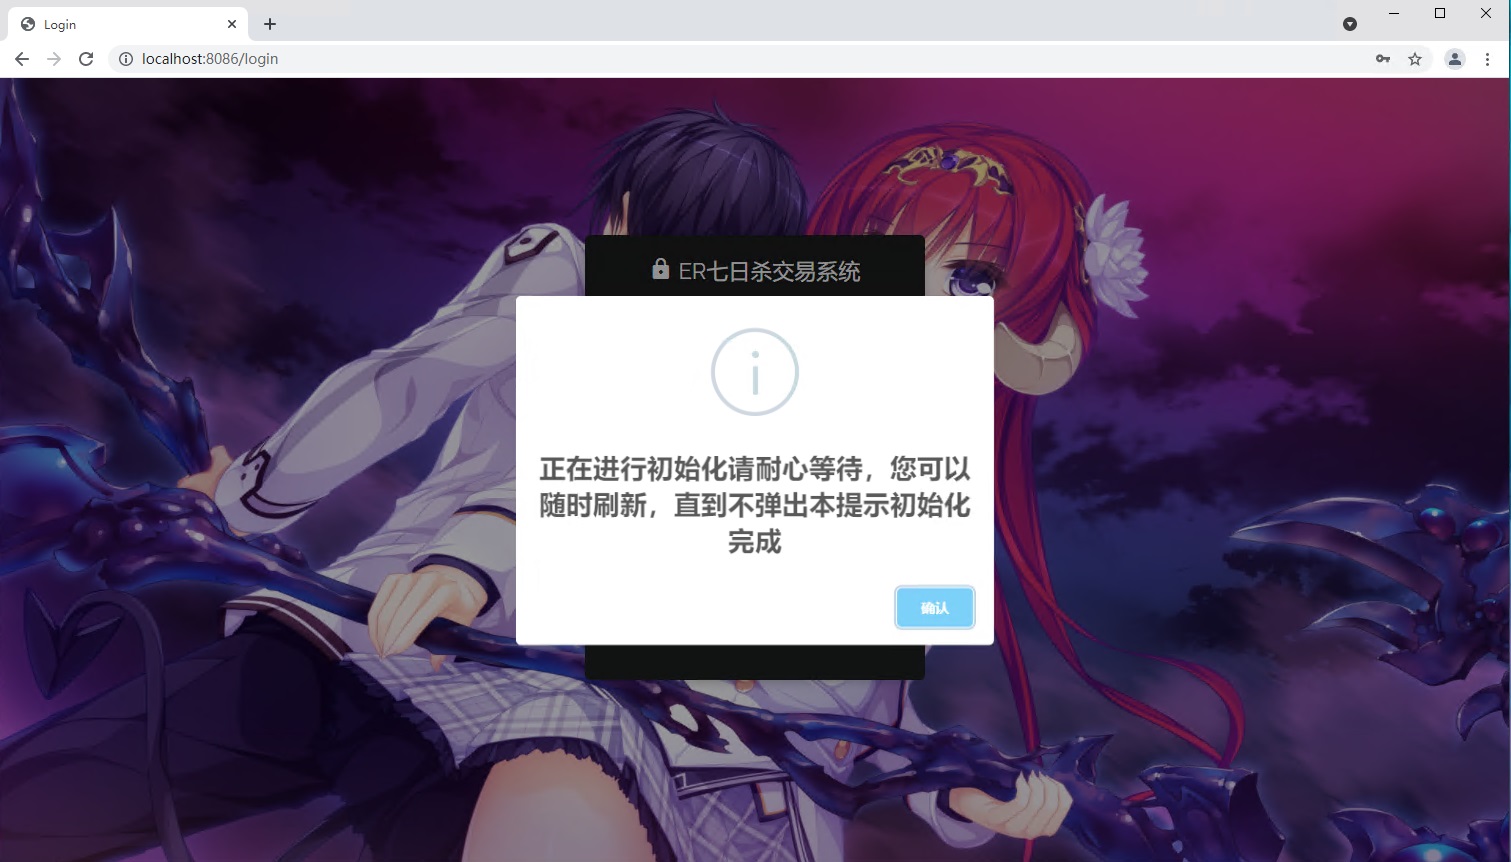 Login
localhost:8086/login
ER七日杀交易系统
正在进行初始化请耐心等待，您可以
随时刷新，直到不弹出本提示初始化
完成
确认